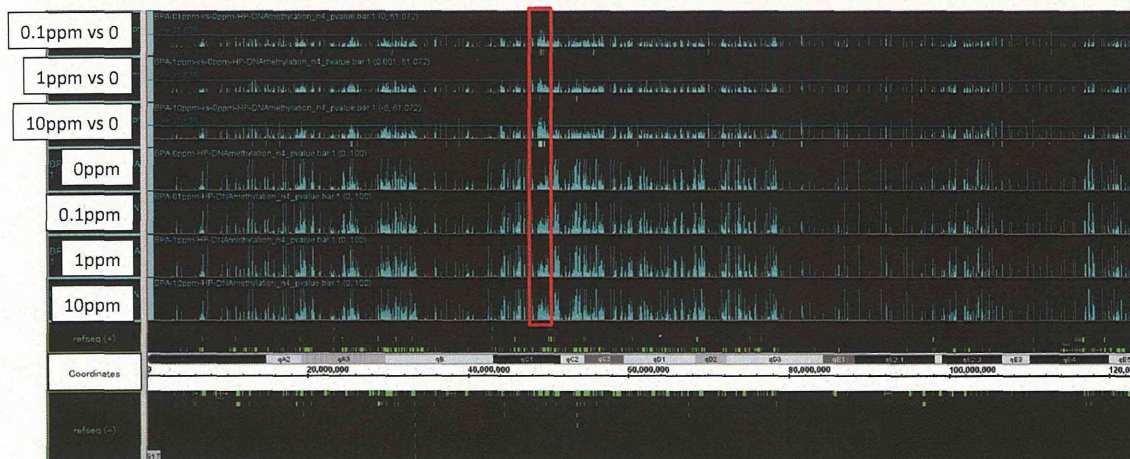 0.1ppm vs 0
BPA-01ppm-vs-0ppm-HP-DNAmethylation_n4_pvalue.bar.1 (0, 61.072)
1ppm vs 0
BPA-1ppm-vs-0ppm-HP-DNAmethylation_n4_pvalue.bar.1 (0.001, 61.072)
10ppm vs 0
BPA-10ppm-vs-0ppm-HP-DNAmethylation_n4_pvalue.bar.1 (-0, 61.072)
0ppm
BPA-0ppm-HP-DNAmethylation_n4_pvalue.bar.1 (0, 100)
0.1ppm
BPA-01ppm-HP-DNAmethylation_n4_pvalue.bar.1 (0, 100)
1ppm
BPA-1ppm-HP-DNAmethylation_n4_pvalue.bar.1 (0, 100)
10ppm
BPA-10ppm-HP-DNAmethylation_n4_pvalue.bar.1 (0, 100)
refseq (+)
qA2 qA3 qB qC1 qC2 qC3 qD1 qD2 qD3 qE1 qE3 qE4
Coordinates
0 20,000,000 40,000,000 60,000,000 80,000,000 100,000,000
refseq (-)